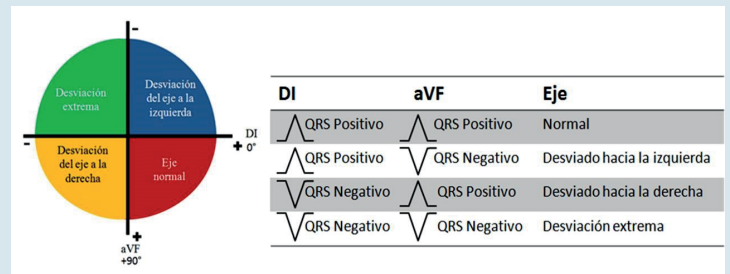 -
Desviación
extrema
Desviación
del eje a la
izquierda
DI
- + 0°
Desviación
del eje a la
derecha
Eje
normal
+
aVF
+90°
DI aVF Eje
QRS Positivo QRS Positivo Normal
QRS Positivo QRS Negativo Desviado hacia la izquierda
QRS Negativo QRS Positivo Desviado hacia la derecha
QRS Negativo QRS Negativo Desviación extrema